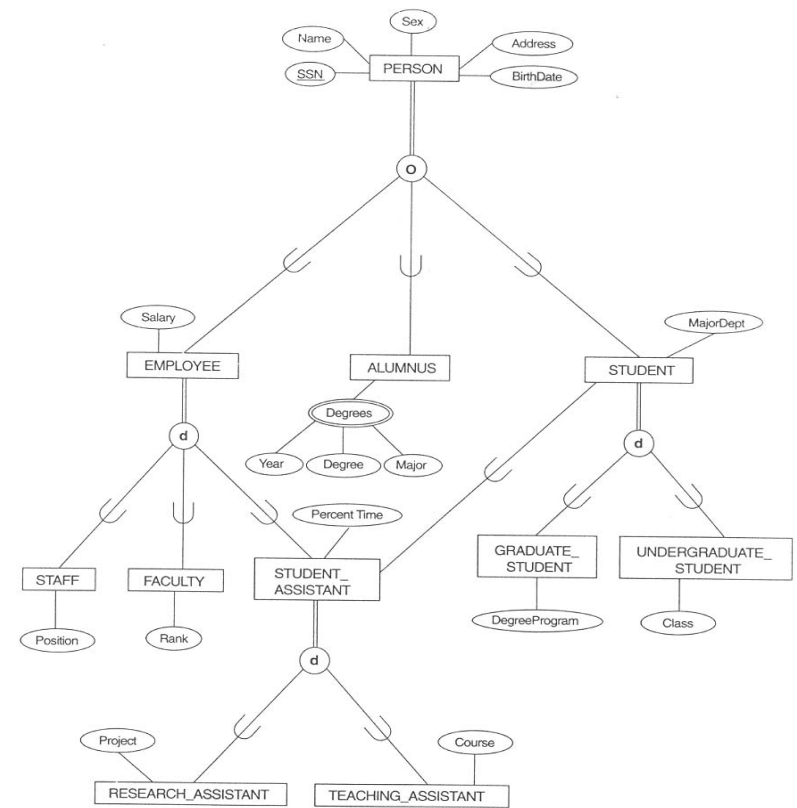 Sex
Name
Address
PERSON
SSN
BirthDate
O
Salary
MajorDept
EMPLOYEE
ALUMNUS
STUDENT
Degrees
d
d
Year
Degree
Major
Percent Time
GRADUATE_
STUDENT
UNDERGRADUATE_
STUDENT
STAFF
FACULTY
STUDENT_
ASSISTANT
DegreeProgram
Class
Position
Rank
d
Project
Course
RESEARCH_ASSISTANT
TEACHING_ASSISTANT